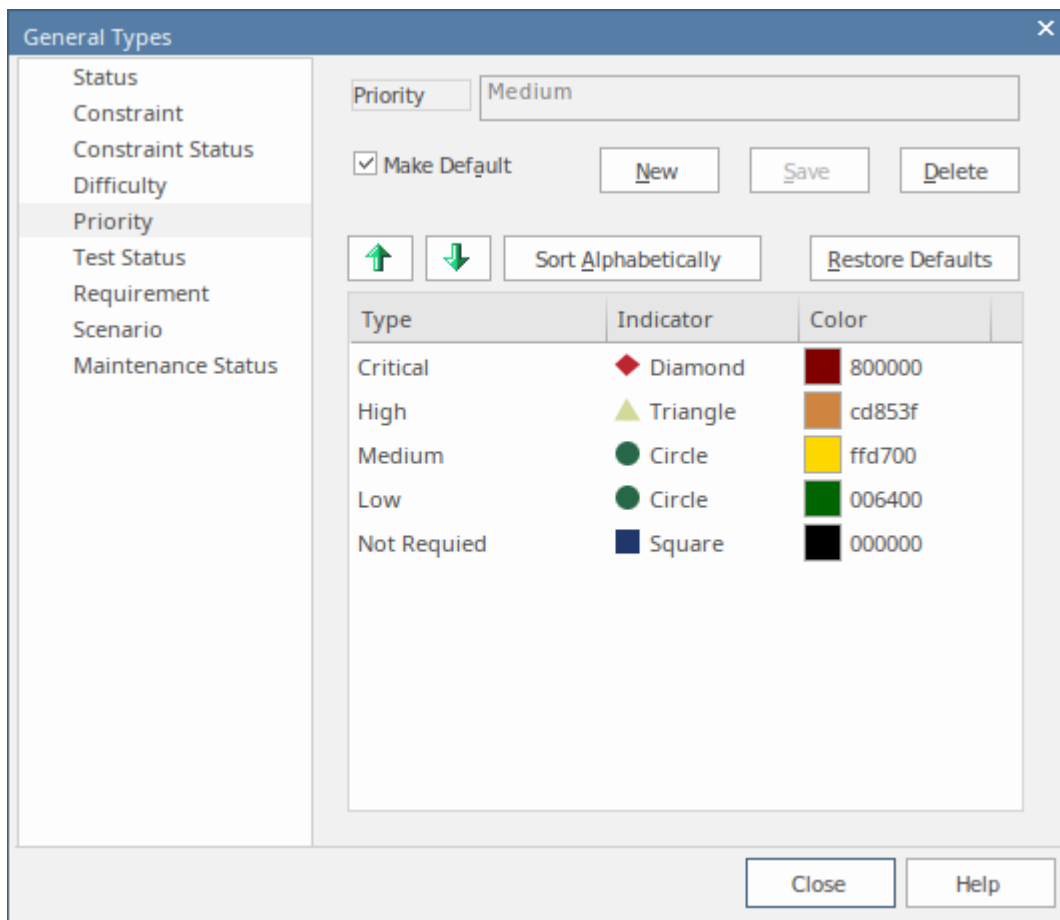 General Types
Status
Constraint
Constraint Status
Difficulty
Priority
Test Status
Requirement
Scenario
Maintenance Status
Priority Medium
Make Default New Save Delete
Sort Alphabetically Restore Defaults
Type Indicator Color
Critical Diamond 800000
High Triangle cd853f
Medium Circle ffd700
Low Circle 006400
Not Requied Square 000000
Close Help